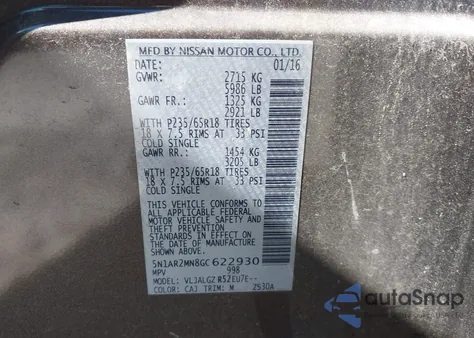 MFD BY NISSAN MOTOR CO., LTD.
DATE: 01/16
GVWR: 2715 KG
5986 LB
GAWR FR.: 1325 KG
2921 LB
WITH P235/65R18 TIRES
18 X 7.5 RIMS AT 33 PSI
COLD SINGLE
GAWR RR.: 1454 KG
3205 LB
WITH P235/65R18 TIRES
18 X 7.5 RIMS AT 33 PSI
COLD SINGLE
THIS VEHICLE CONFORMS TO
ALL APPLICABLE FEDERAL
MOTOR VEHICLE SAFETY AND
THEFT PREVENTION STANDARDS
IN EFFECT ON THE DATE
OF MANUFACTURE SHOWN
ABOVE.
5N1AR2MN8GC622930
MPV 998
VLJALGZ R52EU7E--
COLOR: CAJ TRIM: M 2530A
AutoSnap